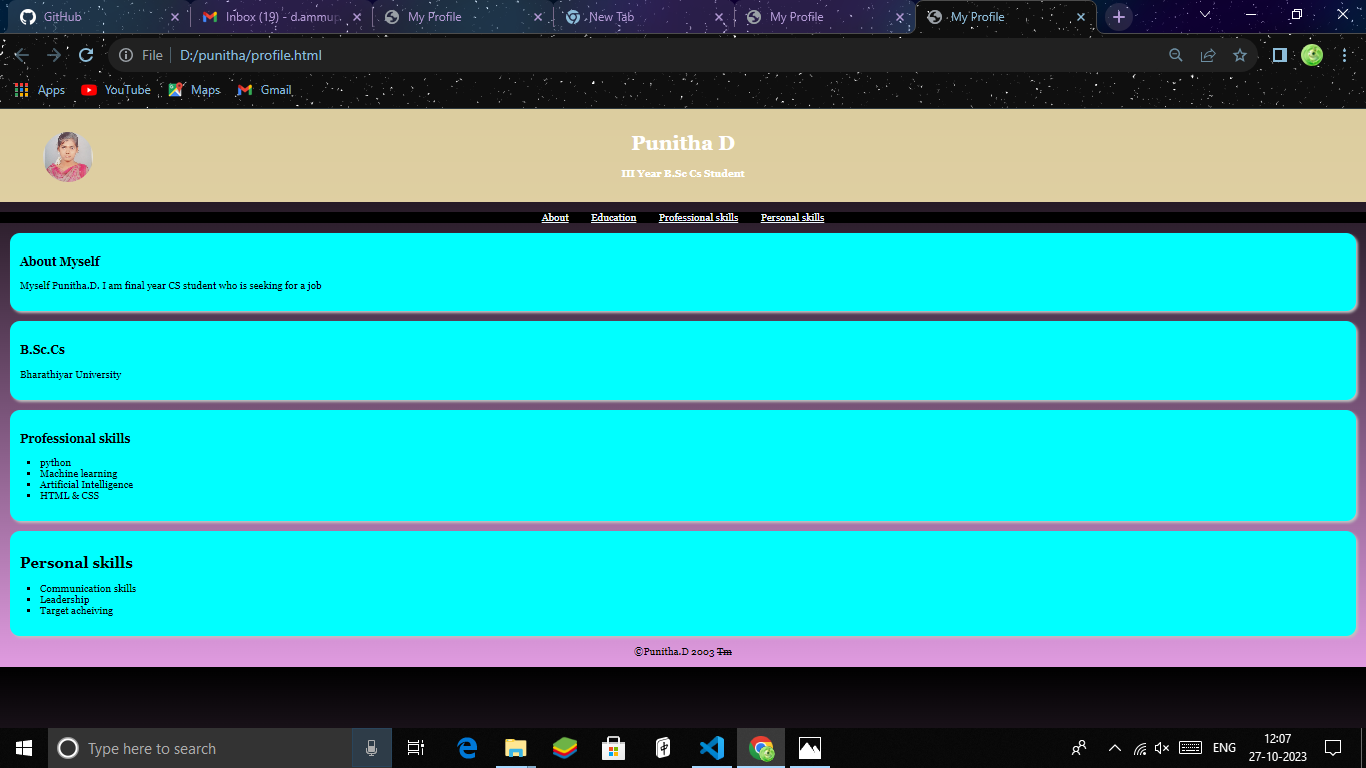 GitHub
Inbox (19) - d.ammup
My Profile
New Tab
My Profile
My Profile
File
D:/punitha/profile.html
Apps
YouTube
Maps
Gmail
Punitha D
III Year B.Sc Cs Student
About Education Professional skills Personal skills
About Myself
Myself Punitha.D. I am final year CS student who is seeking for a job
B.Sc.Cs
Bharathiyar University
Professional skills
python
Machine learning
Artificial Intelligence
HTML & CSS
Personal skills
Communication skills
Leadership
Target acheiving
©Punitha.D 2003 Tm
Type here to search
ENG
12:07
27-10-2023